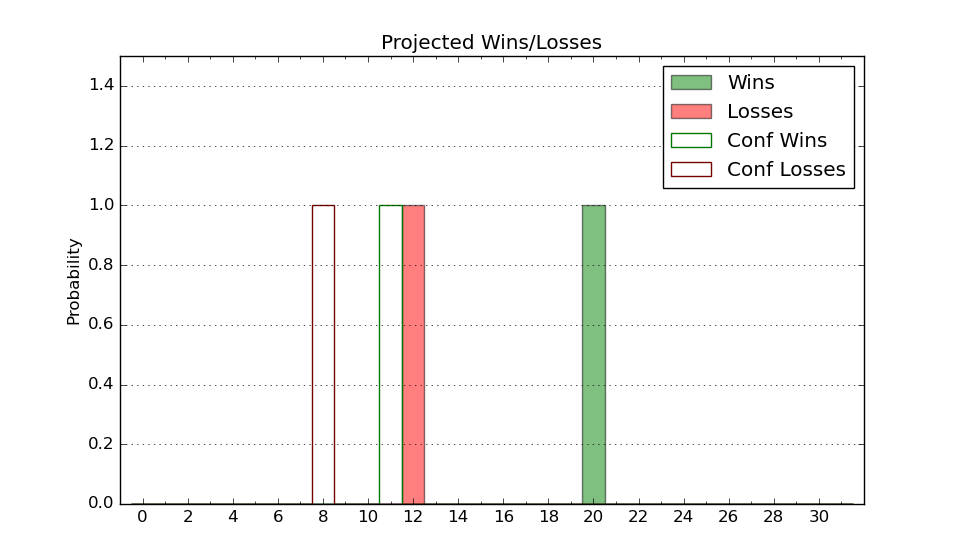 Projected Wins/Losses
Wins
Losses
Conf Wins
Conf Losses
Probability
1.4
1.2
1.0
0.8
0.6
0.4
0.2
0.0
0 2 4 6 8 10 12 14 16 18 20 22 24 26 28 30